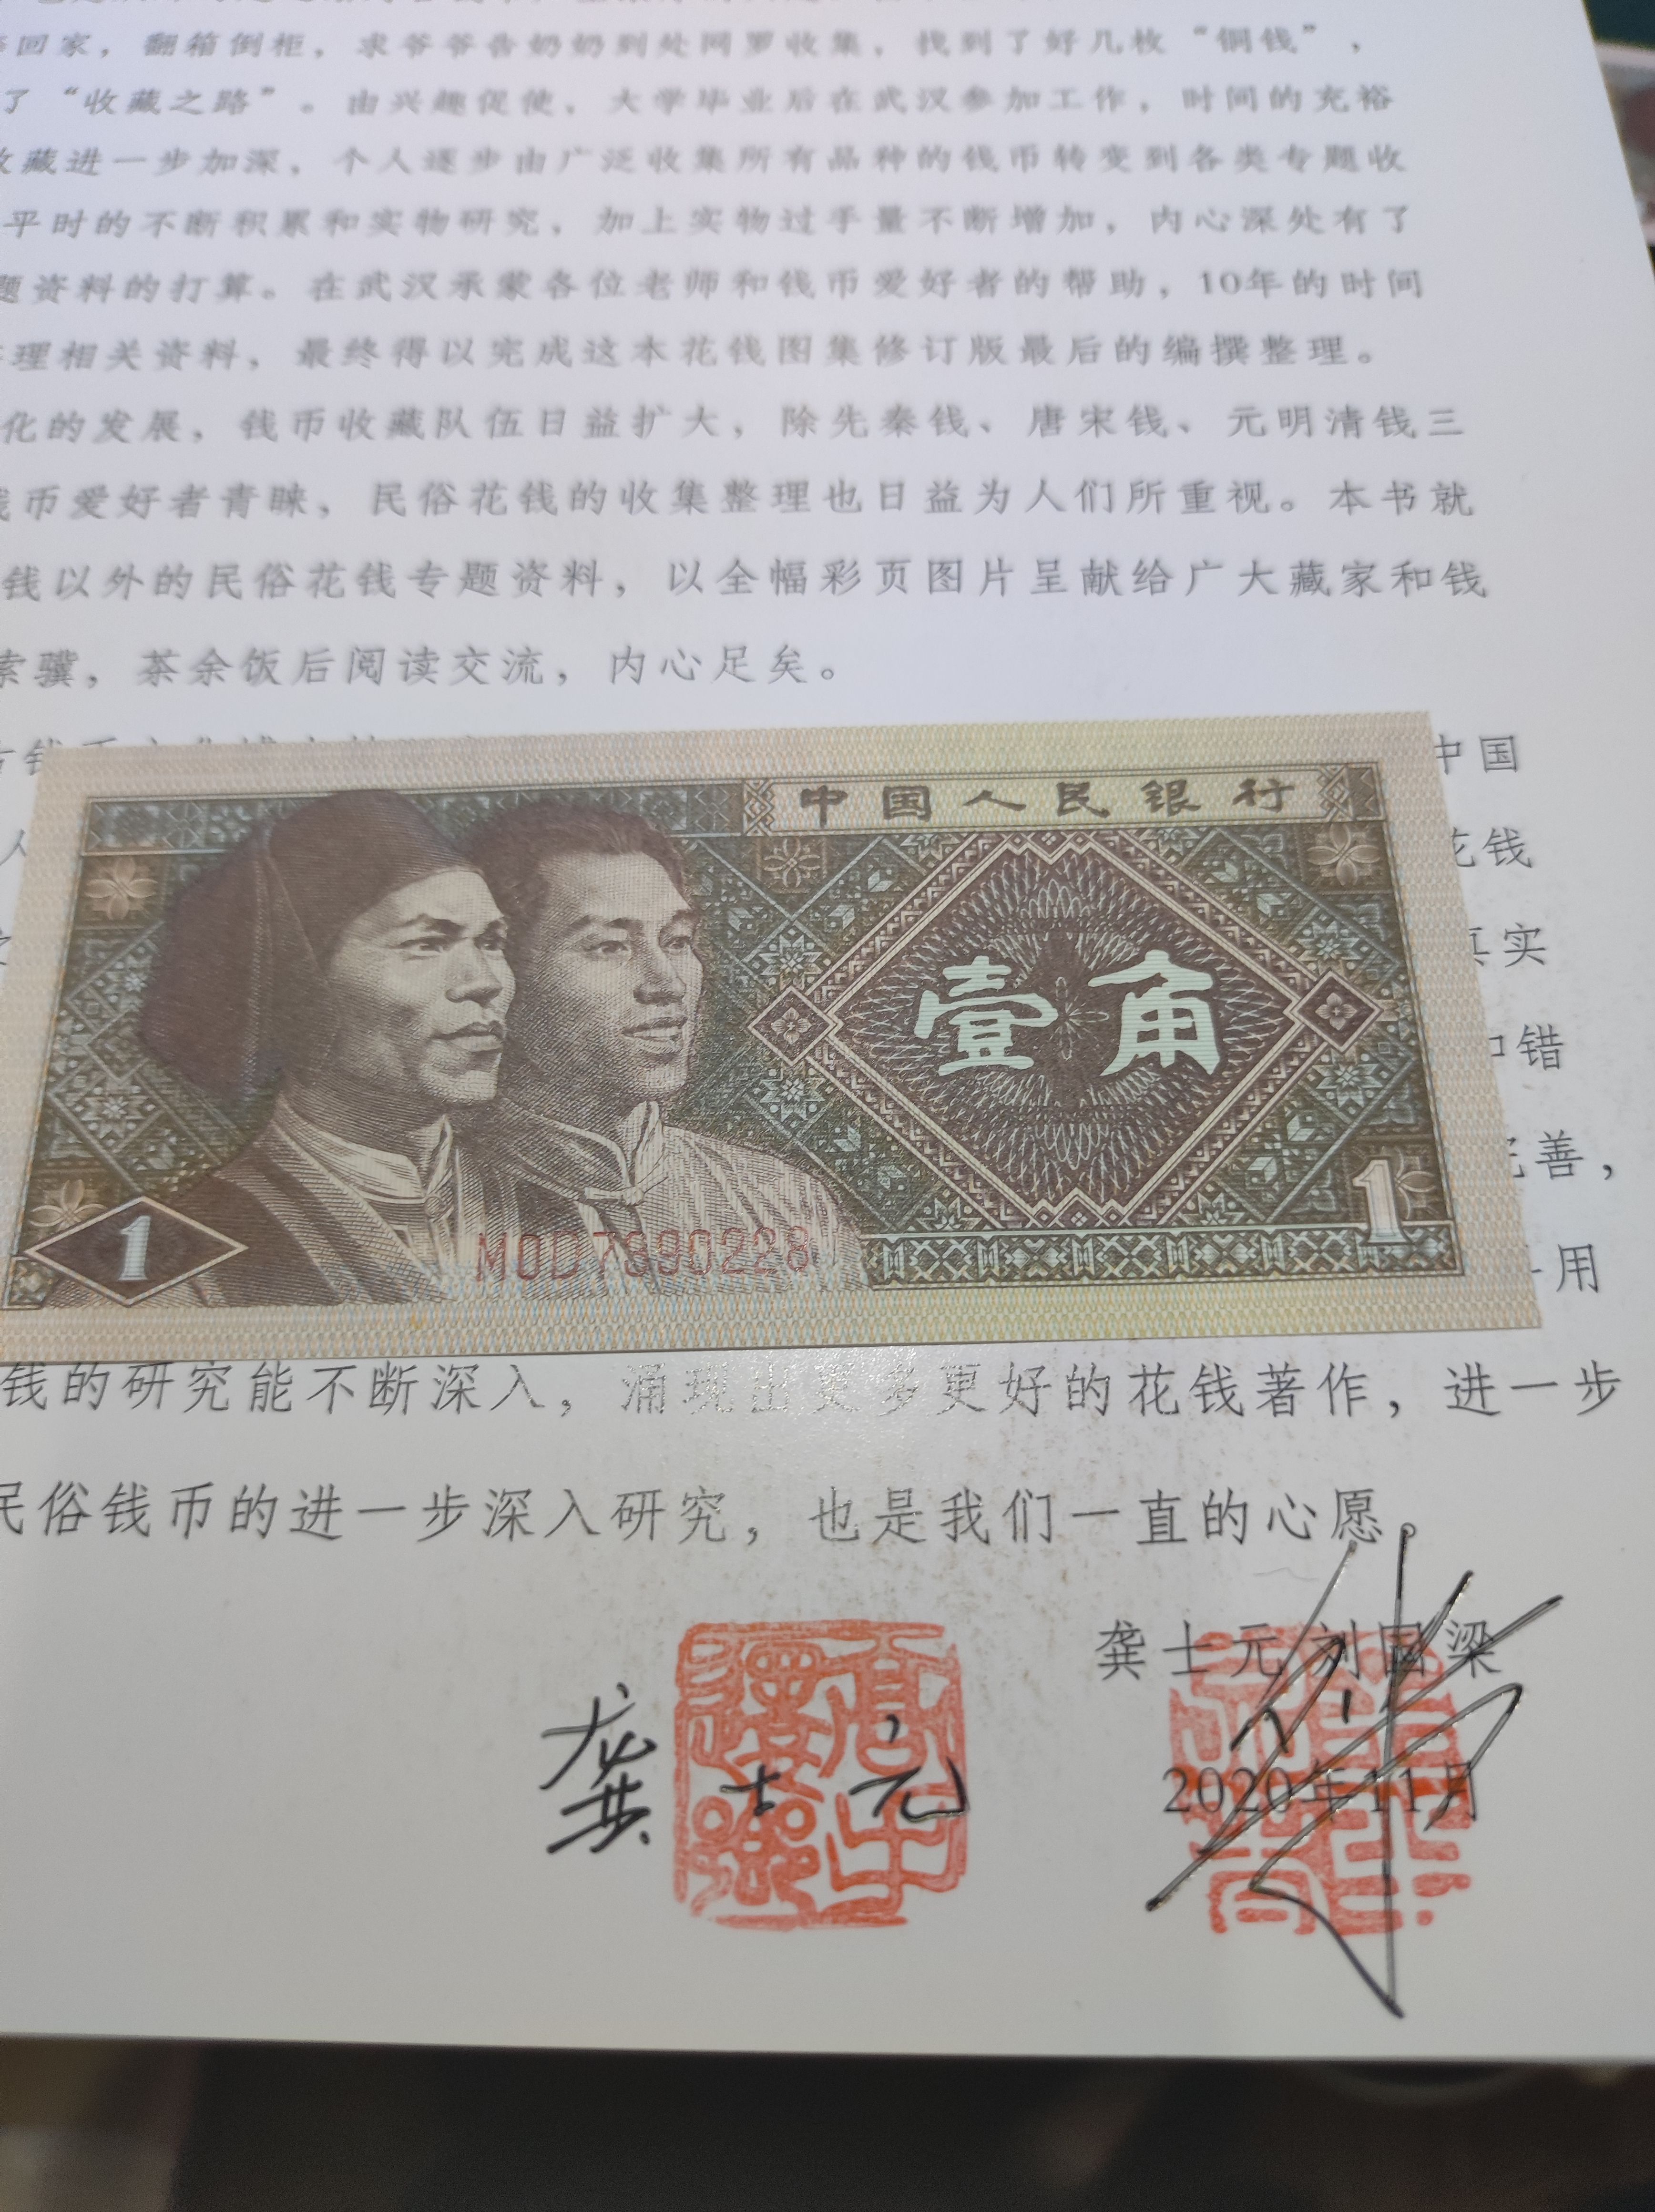 回家，翻箱倒柜，求爷爷告奶奶到处网罗收集，找到了好几枚“铜钱”，
了“收藏之路”。由兴趣促使，大学毕业后在武汉参加工作，时间的充裕
收藏进一步加深，个人逐步由广泛收集所有品种的钱币转变到各类专题收
平时的不断积累和实物研究，加上实物过手量不断增加，内心深处有了
题资料的打算。在武汉承蒙各位老师和钱币爱好者的帮助，10年的时间
理相关资料，最终得以完成这本花钱图集修订版最后的编撰整理。
化的发展，钱币收藏队伍日益扩大，除先秦钱、唐宋钱、元明清钱三
钱币爱好者青睐，民俗花钱的收集整理也日益为人们所重视。本书就
钱以外的民俗花钱专题资料，以全幅彩页图片呈献给广大藏家和钱
索骥，茶余饭后阅读交流，内心足矣。
中国
花钱
真实
错
善，
用
中国人民银行
壹角
1
1
MOD7890228
钱的研究能不断深入，涌现出更多更好的花钱著作，进一步
民俗钱币的进一步深入研究，也是我们一直的心愿。
龚士元 刘国梁
龚士元
2020年11月